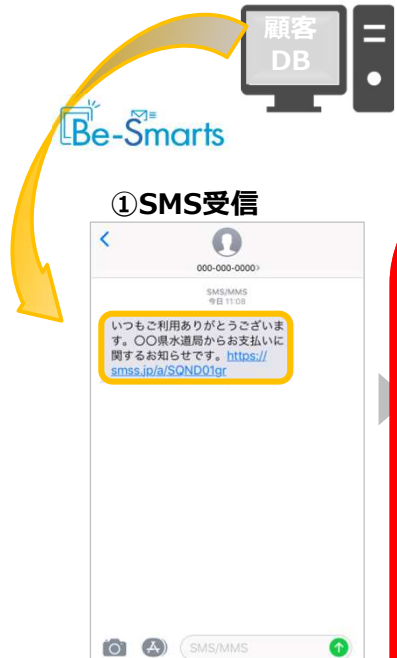 顧客
DB
Be-Smarts
①SMS受信
000-000-0000
SMS/MMS
今日 11:08
いつもご利用ありがとうございま
す。〇〇県水道局からお支払いに
関するお知らせです。https://
smss.jp/a/SQND01gr
SMS/MMS